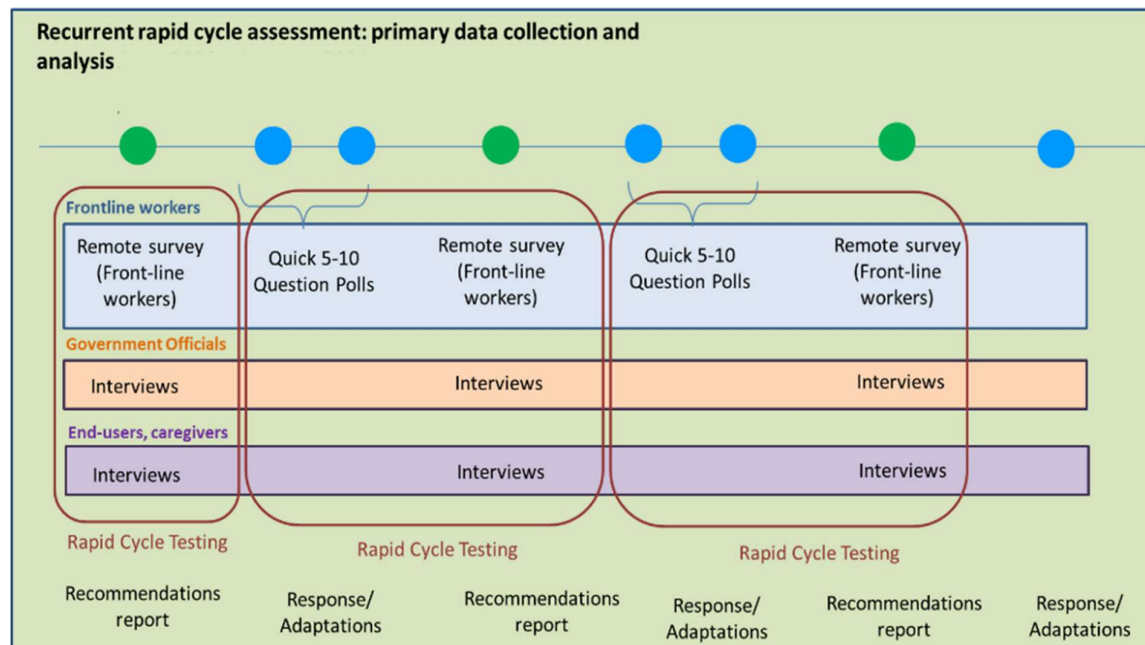 Recurrent rapid cycle assessment: primary data collection and
analysis
Frontline workers
Remote survey
(Front-line
workers)
Quick 5-10
Question Polls
Remote survey
(Front-line
workers)
Quick 5-10
Question Polls
Remote survey
(Front-line
workers)
Government Officials
Interviews
Interviews
Interviews
End-users, caregivers
Interviews
Interviews
Interviews
Rapid Cycle Testing
Rapid Cycle Testing
Rapid Cycle Testing
Recommendations
report
Response/
Adaptations
Recommendations
report
Response/
Adaptations
Recommendations
report
Response/
Adaptations